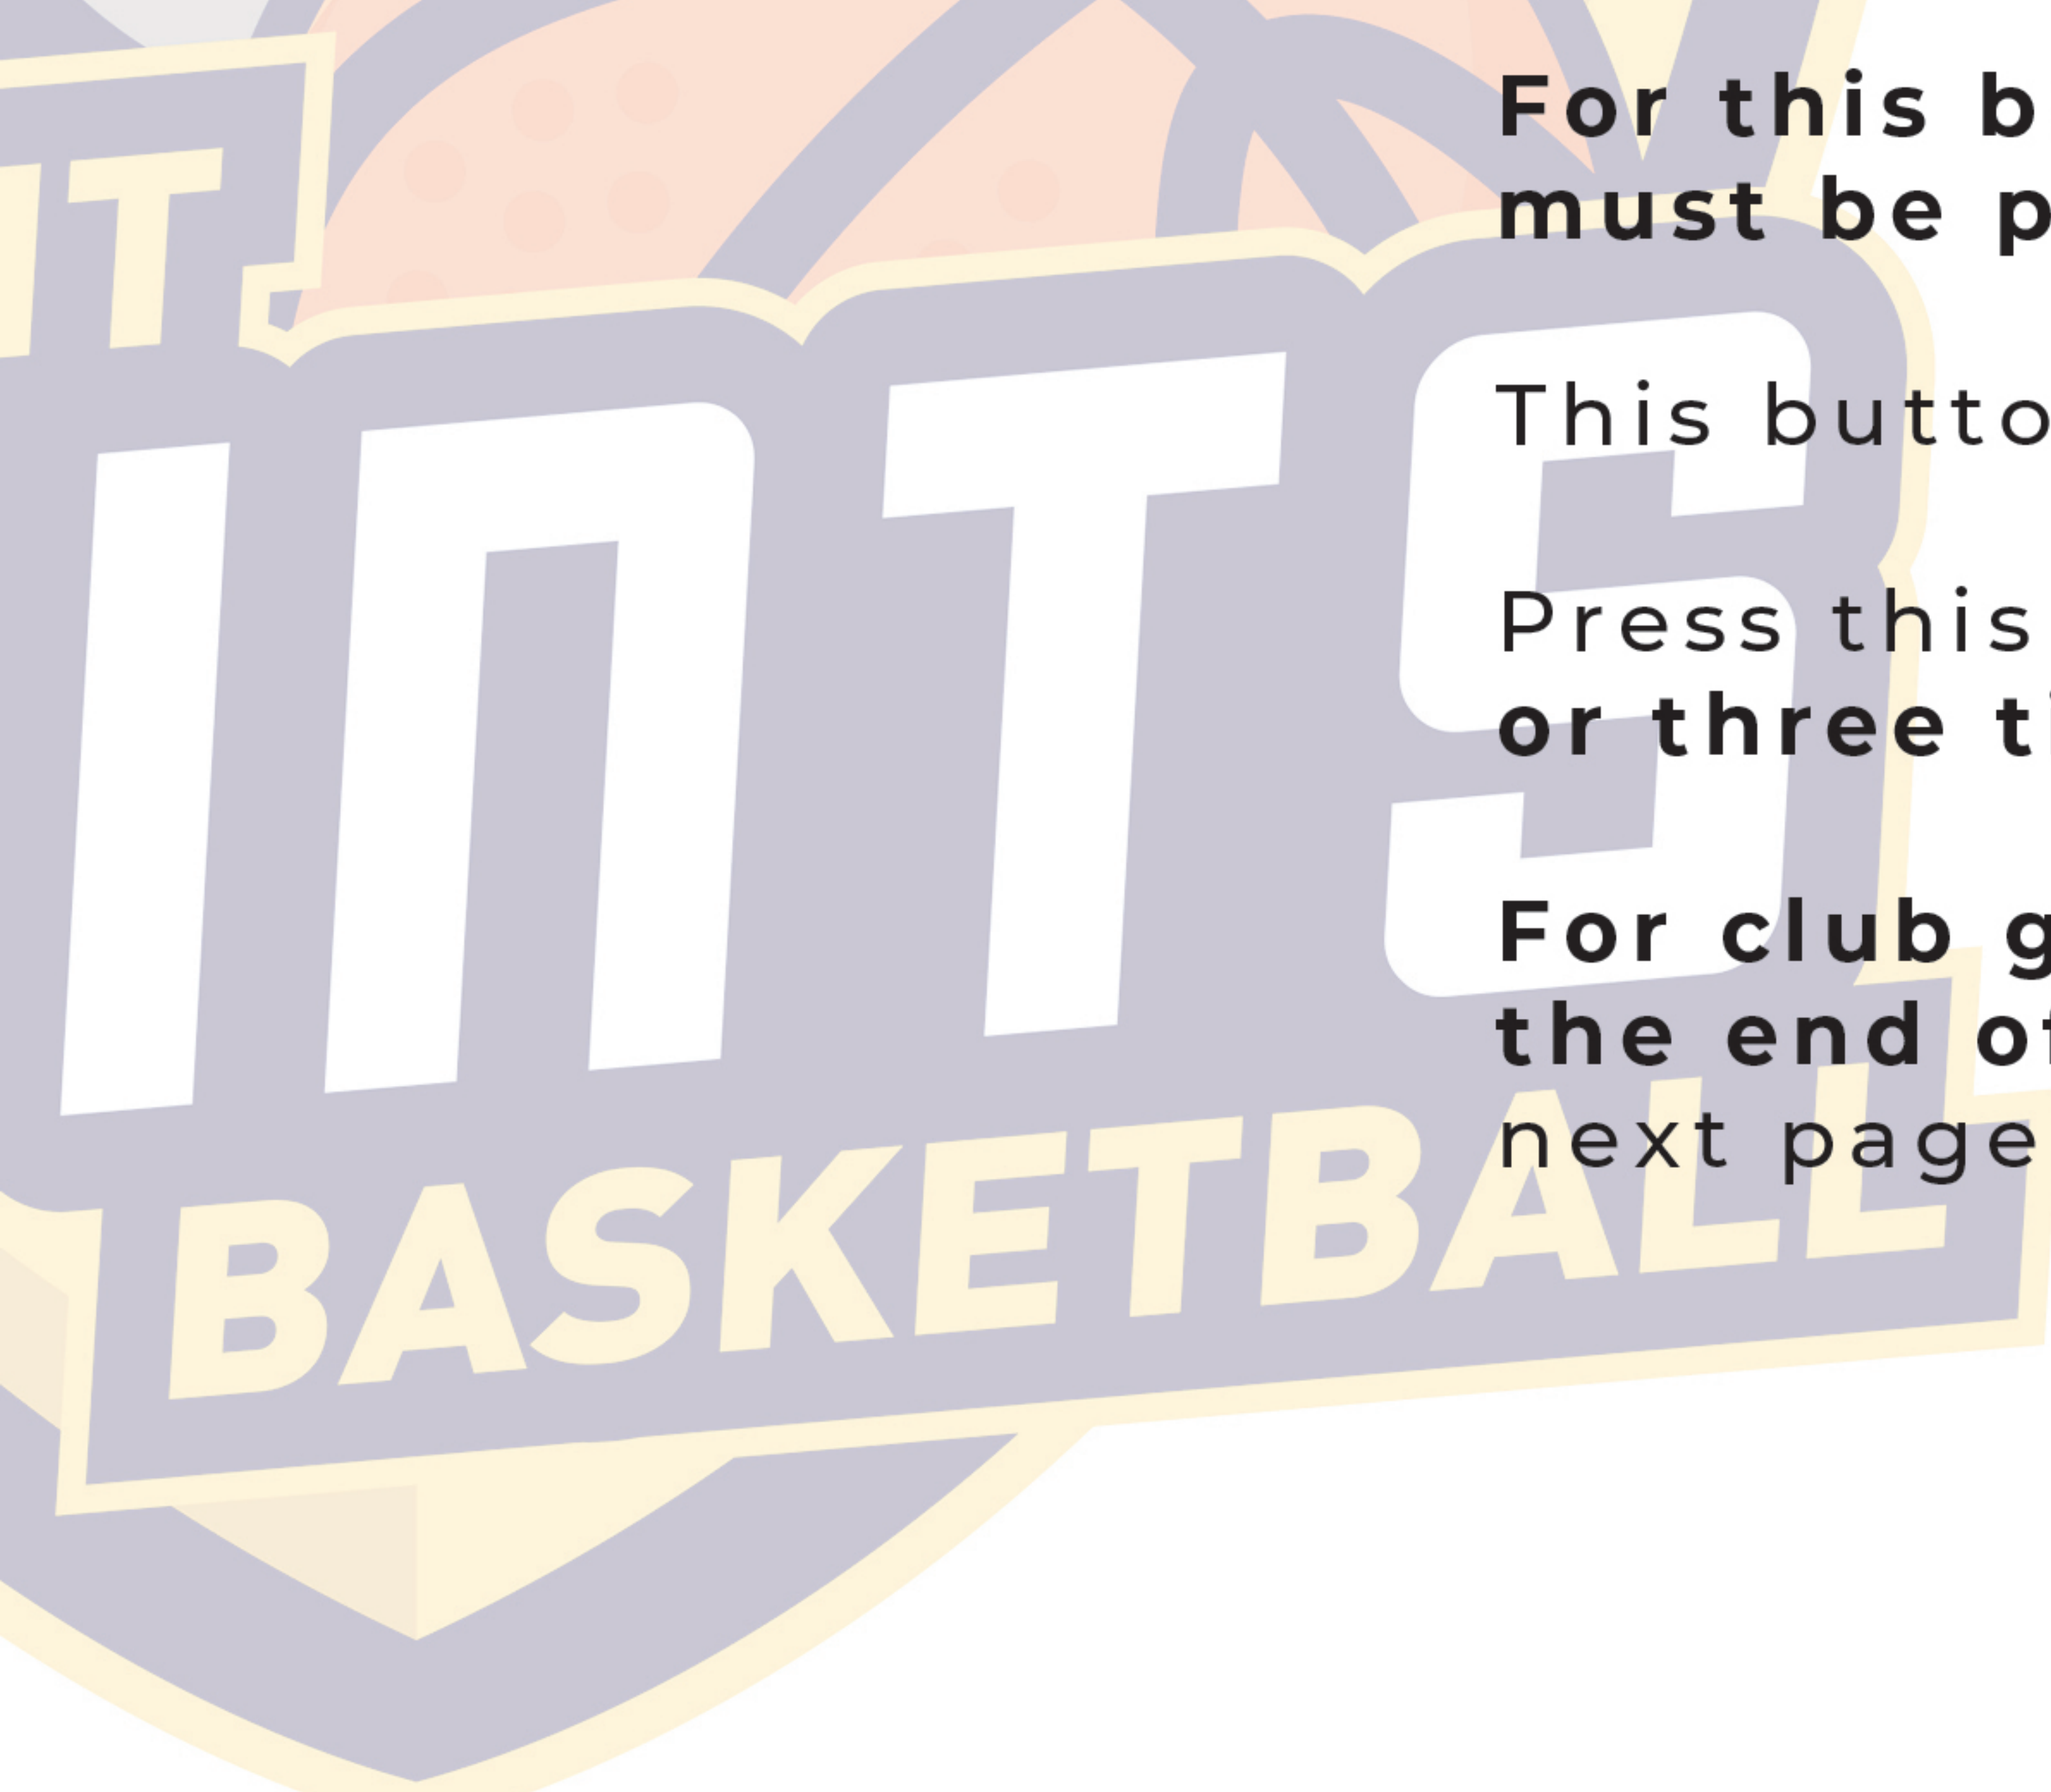 T
INTS
BASKETBALL
For this b
must be p
This butto
Press this
or three ti
For club g
the end of
next page